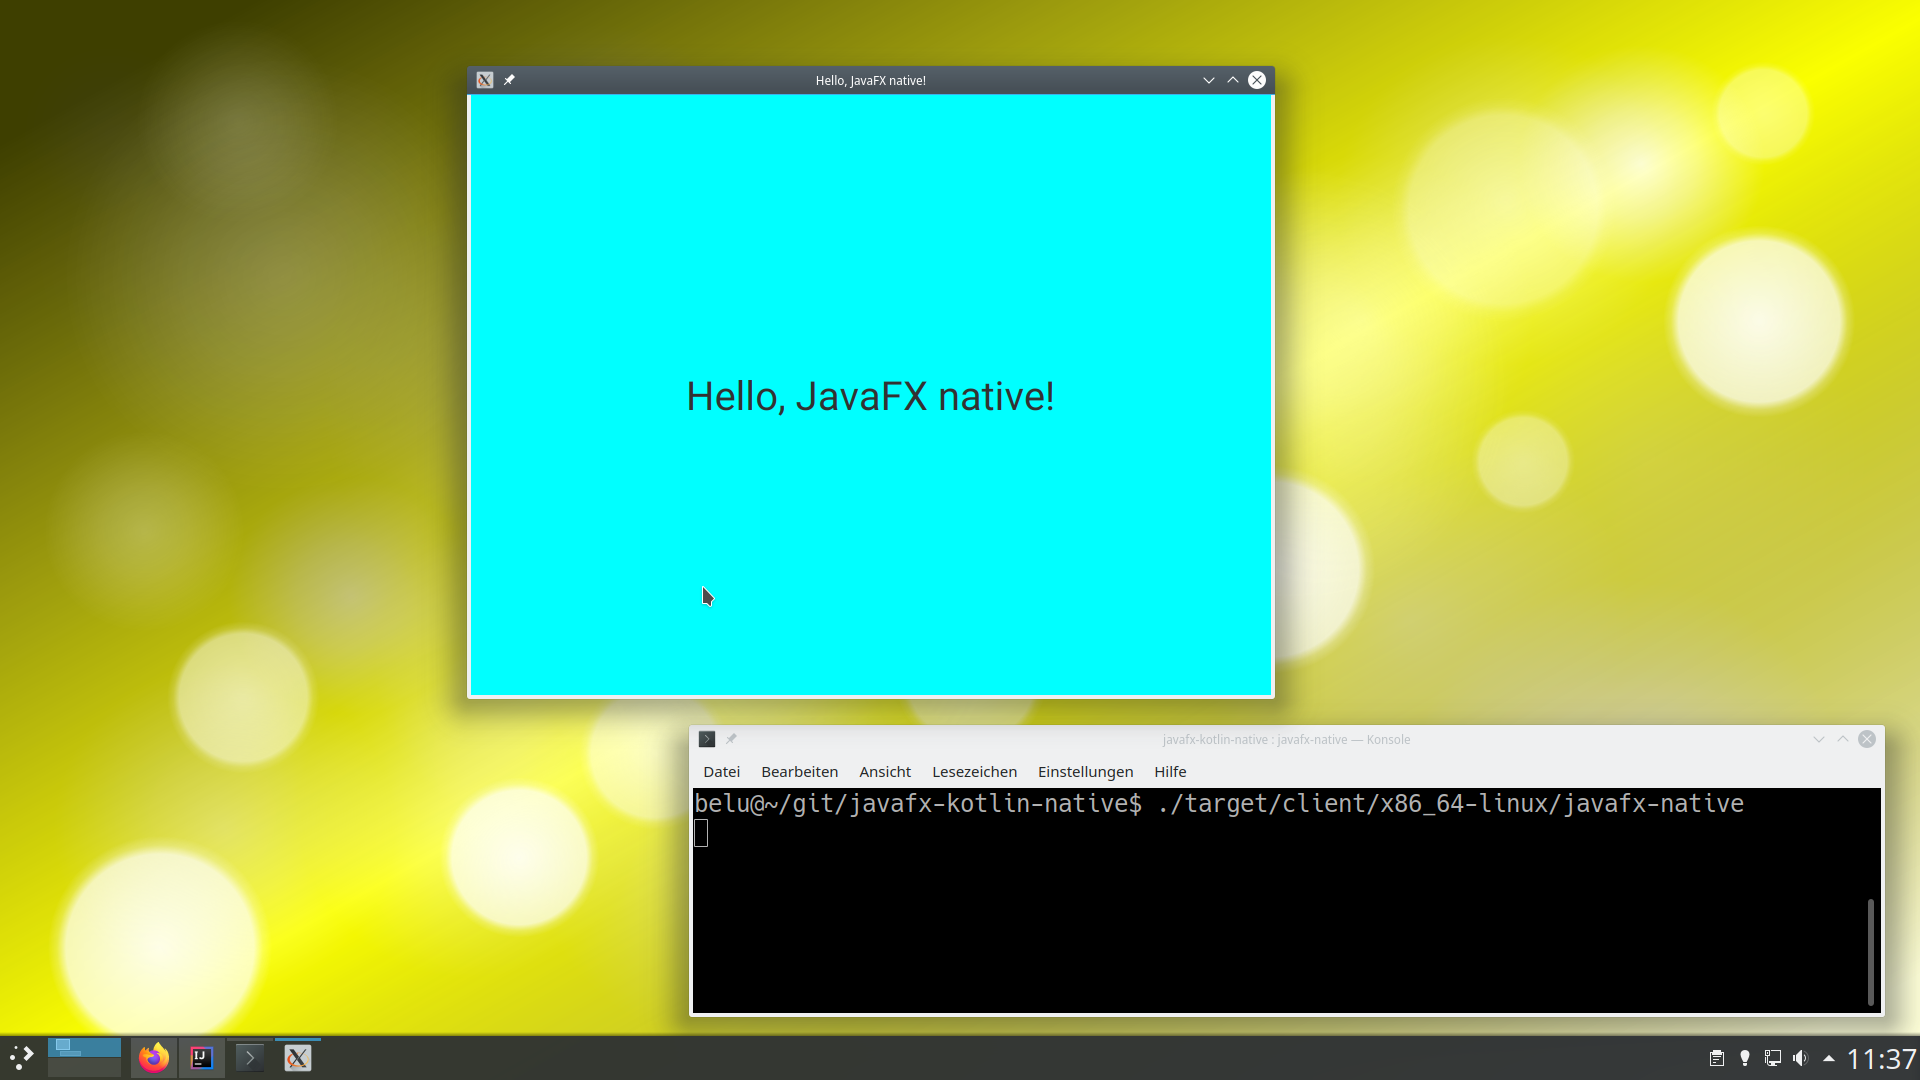 Hello, JavaFX native!
Hello, JavaFX native!
javafx-kotlin-native : javafx-native — Konsole
Datei Bearbeiten Ansicht Lesezeichen Einstellungen Hilfe
belu@~/git/javafx-kotlin-native$ ./target/client/x86_64-linux/javafx-native
IJ
11:37